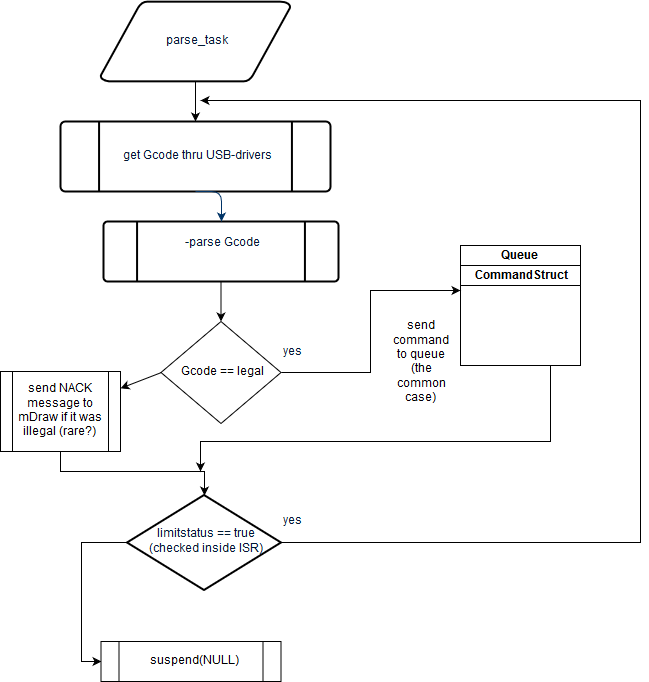 parse_task
get Gcode thru USB-drivers
-parse Gcode
Queue
CommandStruct
send
command
to queue
(the
common
case)
yes
Gcode == legal
send NACK
message to
mDraw if it was
illegal (rare?)
yes
limitstatus == true
(checked inside ISR)
suspend(NULL)